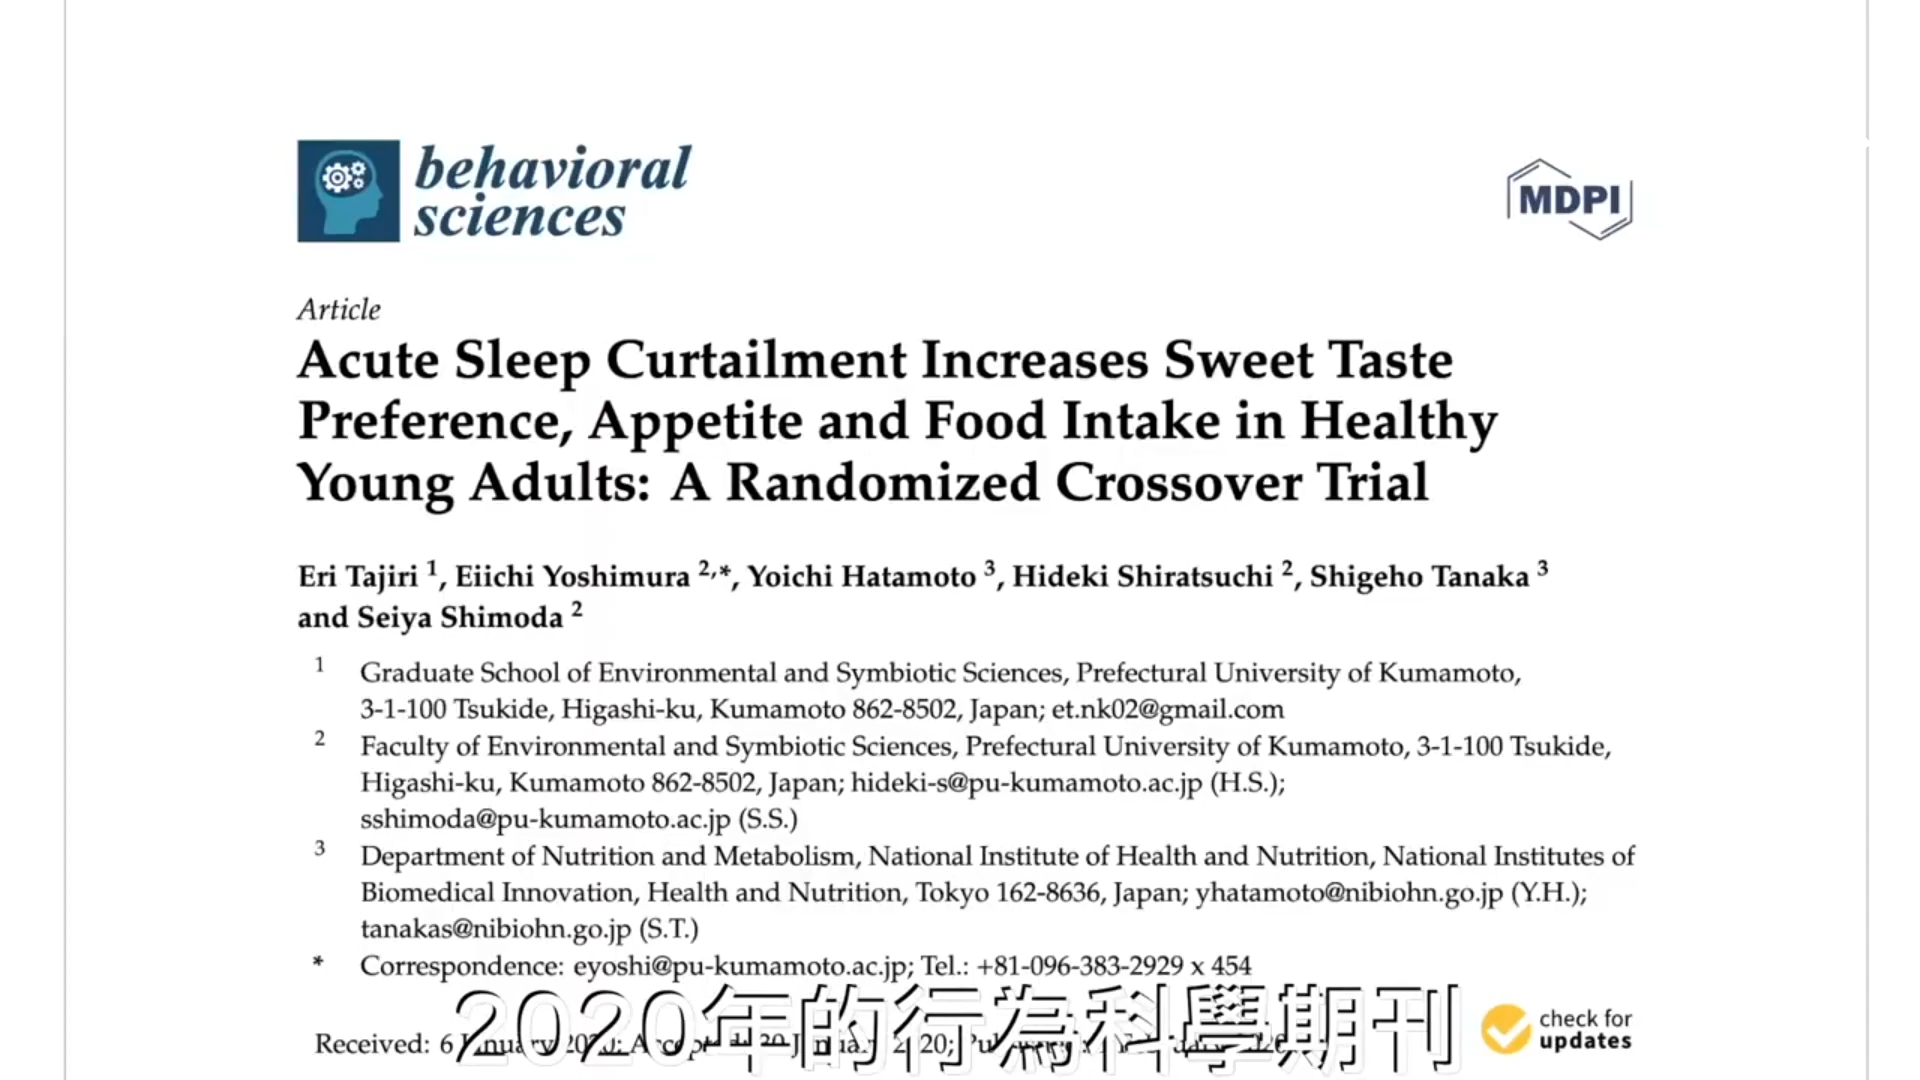 behavioral
sciences
MDPI
Article
Acute Sleep Curtailment Increases Sweet Taste
Preference, Appetite and Food Intake in Healthy
Young Adults: A Randomized Crossover Trial
Eri Tajiri 1, Eiichi Yoshimura 2,*, Yoichi Hatamoto 3, Hideki Shiratsuchi 2, Shigeho Tanaka 3
and Seiya Shimoda 2
1 Graduate School of Environmental and Symbiotic Sciences, Prefectural University of Kumamoto,
3-1-100 Tsukide, Higashi-ku, Kumamoto 862-8502, Japan; et.nk02@gmail.com
2 Faculty of Environmental and Symbiotic Sciences, Prefectural University of Kumamoto, 3-1-100 Tsukide,
Higashi-ku, Kumamoto 862-8502, Japan; hideki-s@pu-kumamoto.ac.jp (H.S.);
sshimoda@pu-kumamoto.ac.jp (S.S.)
3 Department of Nutrition and Metabolism, National Institute of Health and Nutrition, National Institutes of
Biomedical Innovation, Health and Nutrition, Tokyo 162-8636, Japan; yhatamoto@nibiohn.go.jp (Y.H.);
tanakas@nibiohn.go.jp (S.T.)
* Correspondence: eyoshi@pu-kumamoto.ac.jp; Tel.: +81-096-383-2929 x 454
Received: 6
2020年的行為科學期刊
check for
updates